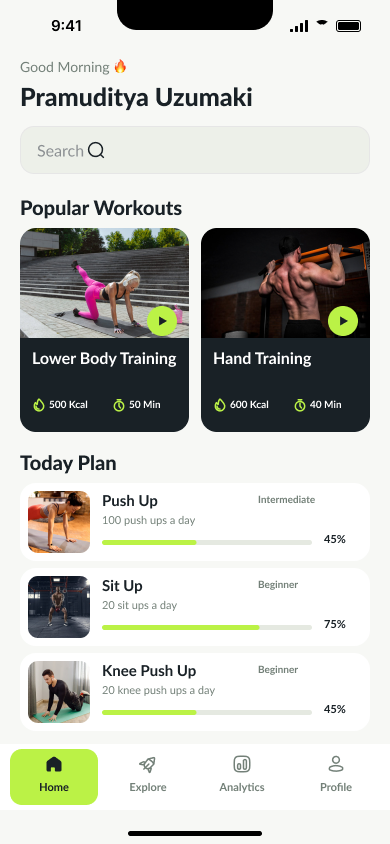 9:41
Good Morning 🔥
Pramuditya Uzumaki
Search
Popular Workouts
Lower Body Training
500 Kcal
50 Min
Hand Training
600 Kcal
40 Min
Today Plan
Push Up
Intermediate
100 push ups a day
45%
Sit Up
Beginner
20 sit ups a day
75%
Knee Push Up
Beginner
20 knee push ups a day
45%
Home
Explore
Analytics
Profile